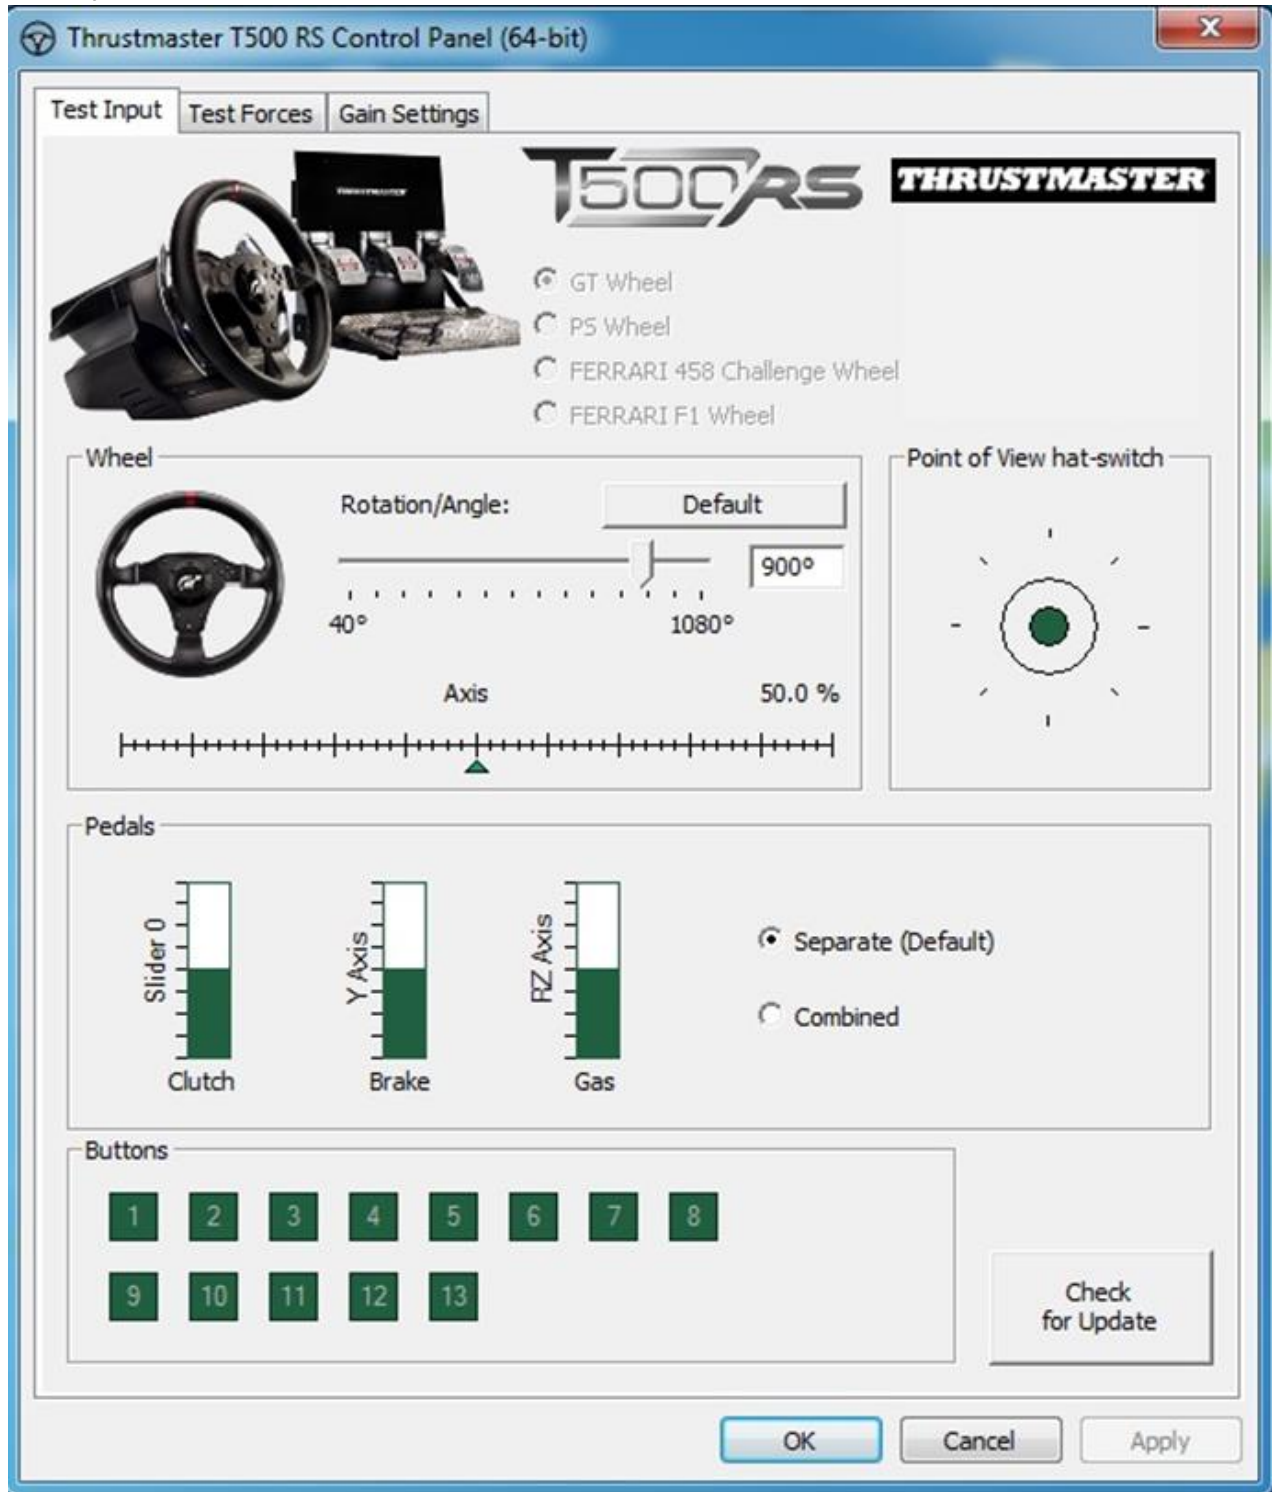 Thrustmaster T500 RS Control Panel (64-bit)
x
Test Input
Test Forces
Gain Settings
THRUSTMASTER
T500RS
THRUSTMASTER
GT Wheel
PS Wheel
FERRARI 458 Challenge Wheel
FERRARI F1 Wheel
Wheel
Rotation/Angle:
Default
900°
40°
1080°
Axis
50.0 %
Point of View hat-switch
Pedals
Slider 0
Clutch
Y Axis
Brake
RZ Axis
Gas
Separate (Default)
Combined
Buttons
1 2 3 4 5 6 7 8
9 10 11 12 13
Check
for Update
OK
Cancel
Apply